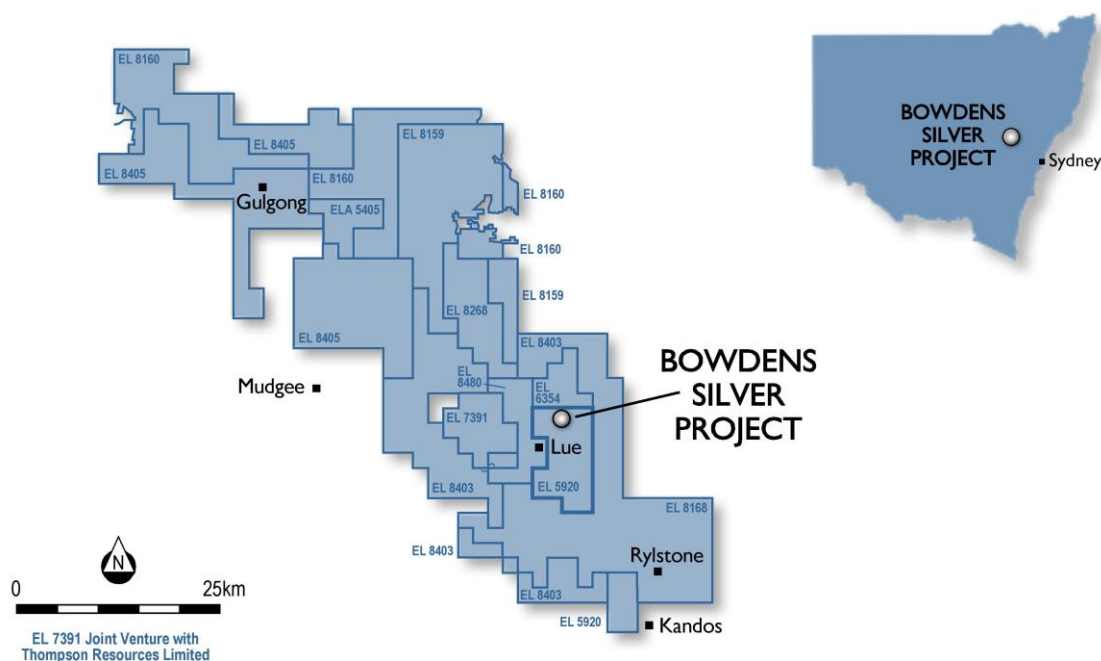 EL 8160
EL 8405
EL 8159
EL 8405
EL 8160
EL 8160
Gulgong
ELA 5405
EL 8160
EL 8159
EL 8268
EL 8405
EL 8403
Mudgee
EL
8480
EL
6354
EL 7391
Lue
EL 8403
EL 5920
EL 8168
EL 8403
Rylstone
EL 8403
EL 5920
Kandos
BOWDENS
SILVER
PROJECT
BOWDENS
SILVER
PROJECT
Sydney
N
0
25km
EL 7391 Joint Venture with
Thompson Resources Limited